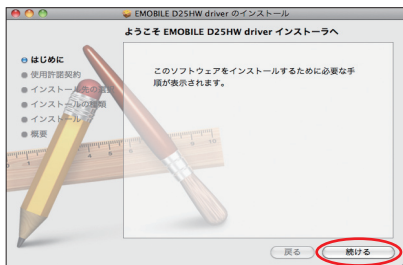 EMOBILE D25HW driver のインストール
ようこそ EMOBILE D25HW driver インストーラへ
はじめに
使用許諾契約
インストール先の選択
インストールの種類
インストール
概要
このソフトウェアをインストールするために必要な手
順が表示されます。
戻る
続ける